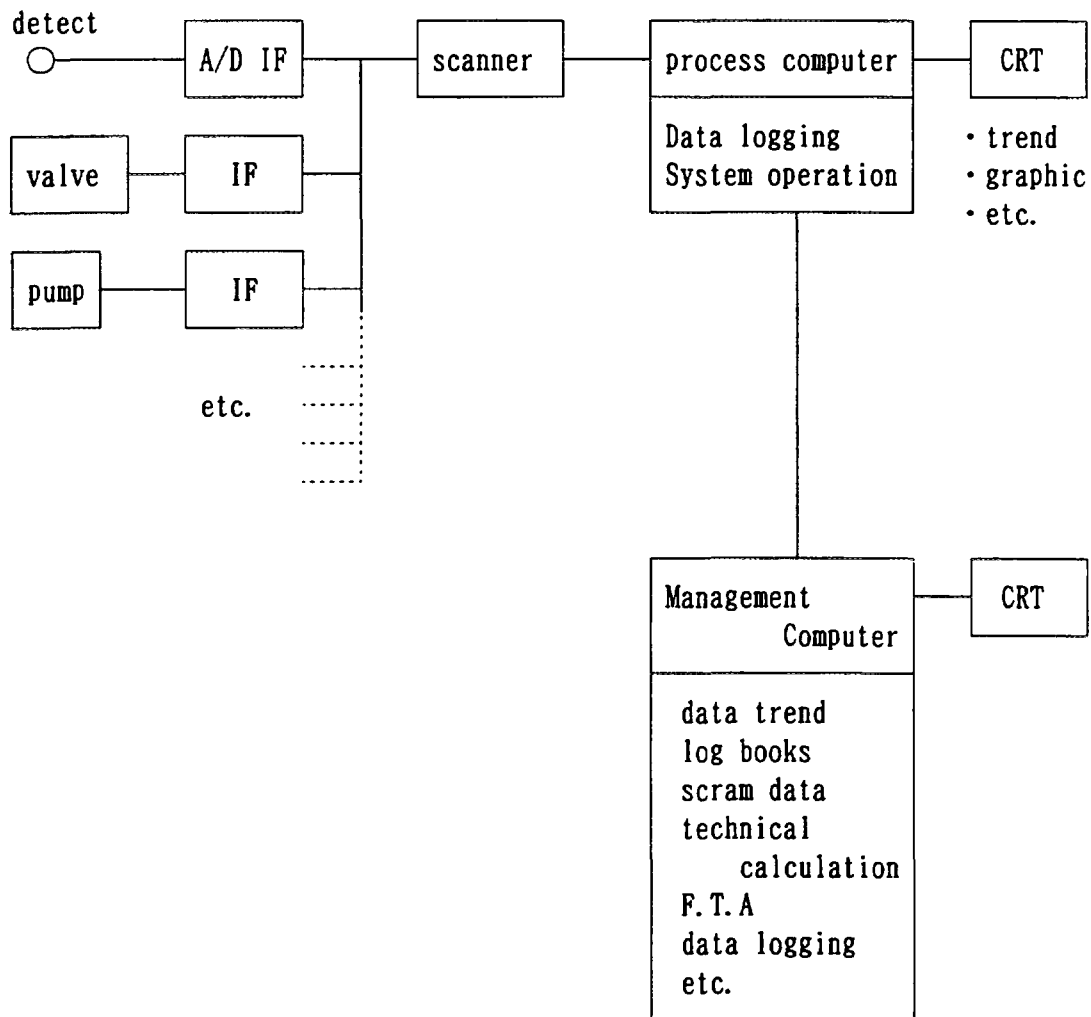 detect
A/D IF
scanner
process computer
CRT
Data logging
System operation
・trend
・graphic
・etc.
valve
IF
pump
IF
etc.
Management
Computer
CRT
data trend
log books
scram data
technical
calculation
F.T.A
data logging
etc.